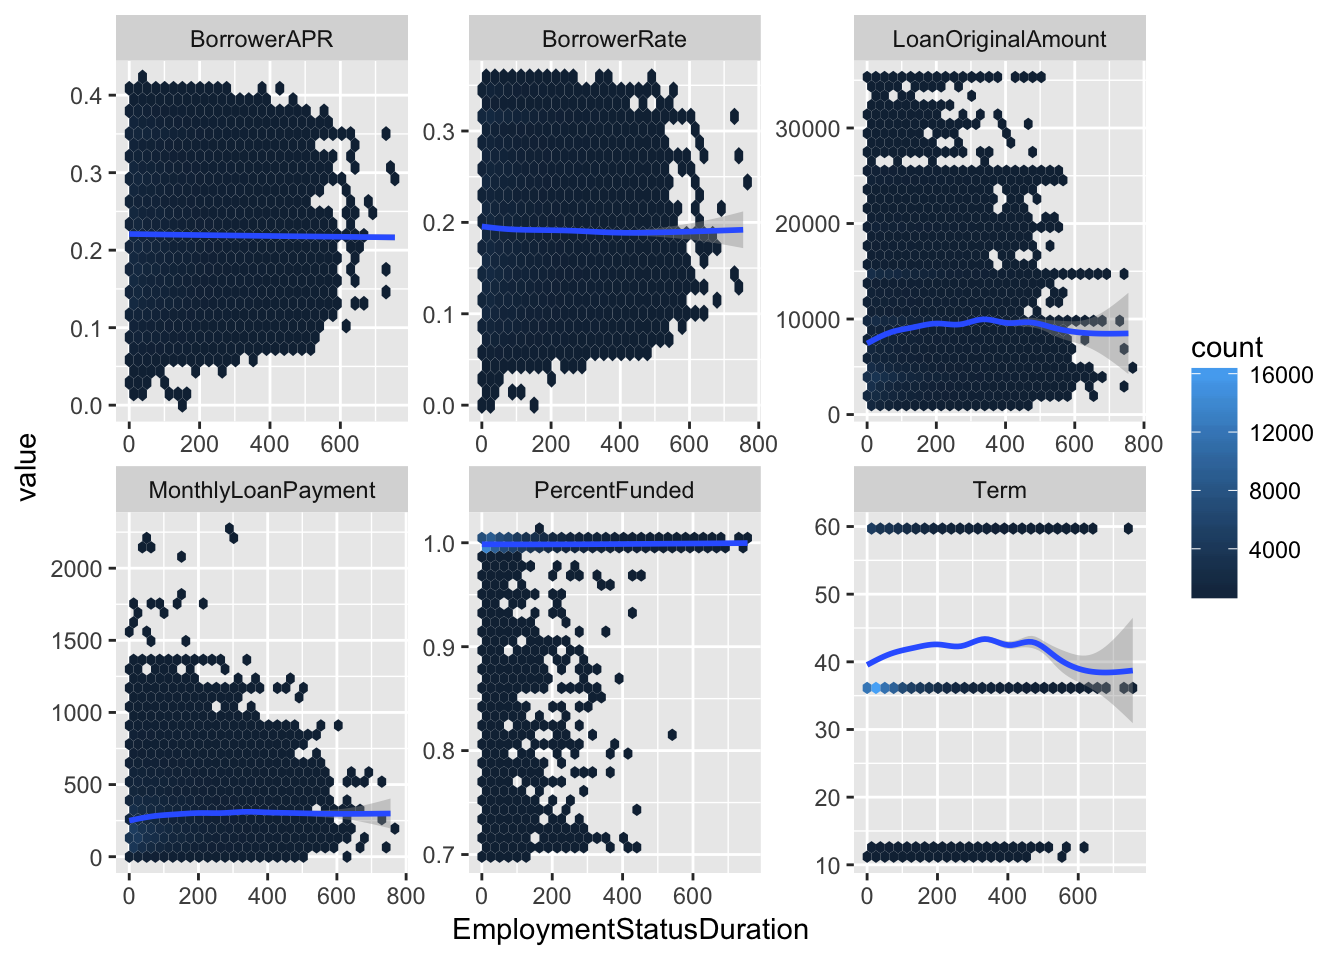 BorrowerAPR
BorrowerRate
LoanOriginalAmount
0.4
0.3
0.2
0.1
0.0
0 200 400 600
0.3
0.2
0.1
0.0
0 200 400 600 800
30000
20000
10000
0
0 200 400 600 800
MonthlyLoanPayment
PercentFunded
Term
2000
1500
1000
500
0
0 200 400 600 800
1.0
0.9
0.8
0.7
0 200 400 600
60
50
40
30
20
10
0 200 400 600
value
EmploymentStatusDuration
count
16000
12000
8000
4000